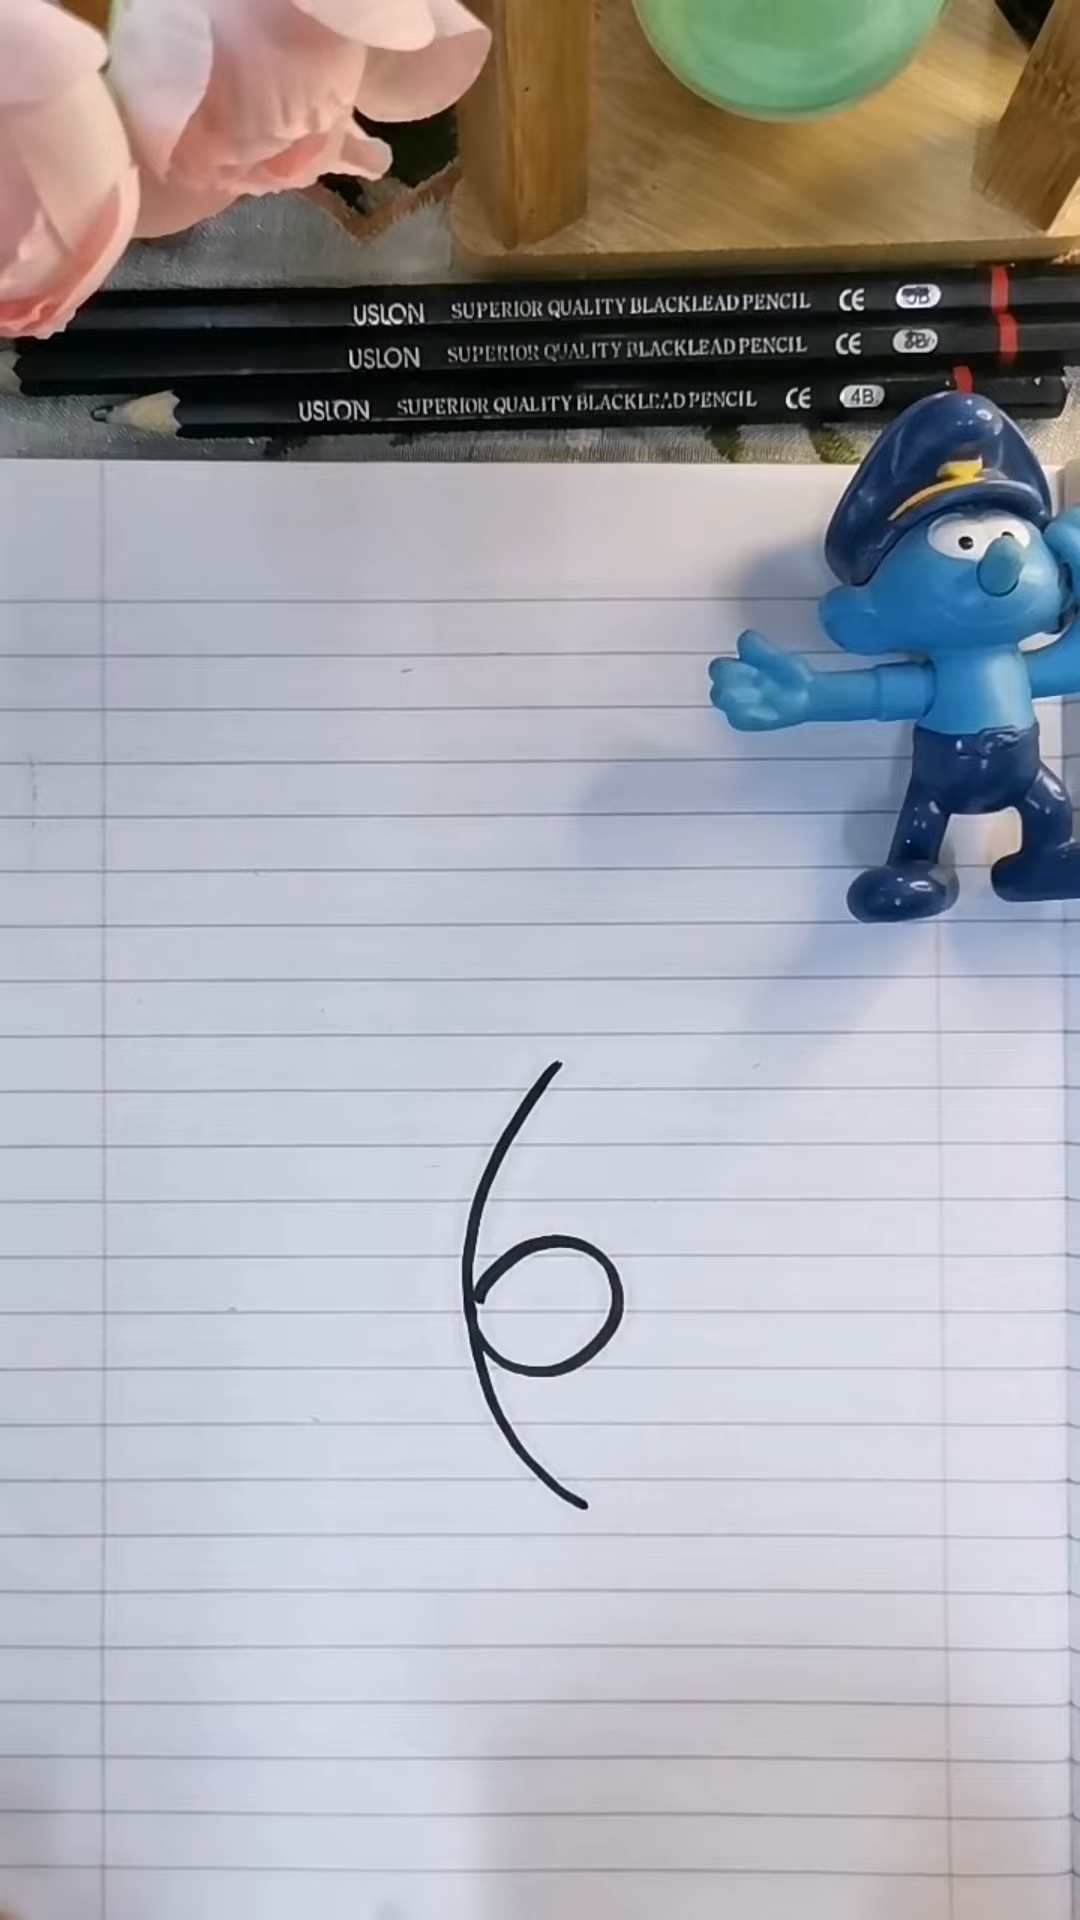 USLON SUPERIOR QUALITY BLACKLEAD PENCIL CE
USLON SUPERIOR QUALITY BLACKLEAD PENCIL CE 8B
USLON SUPERIOR QUALITY BLACKLEAD PENCIL CE 4B
6